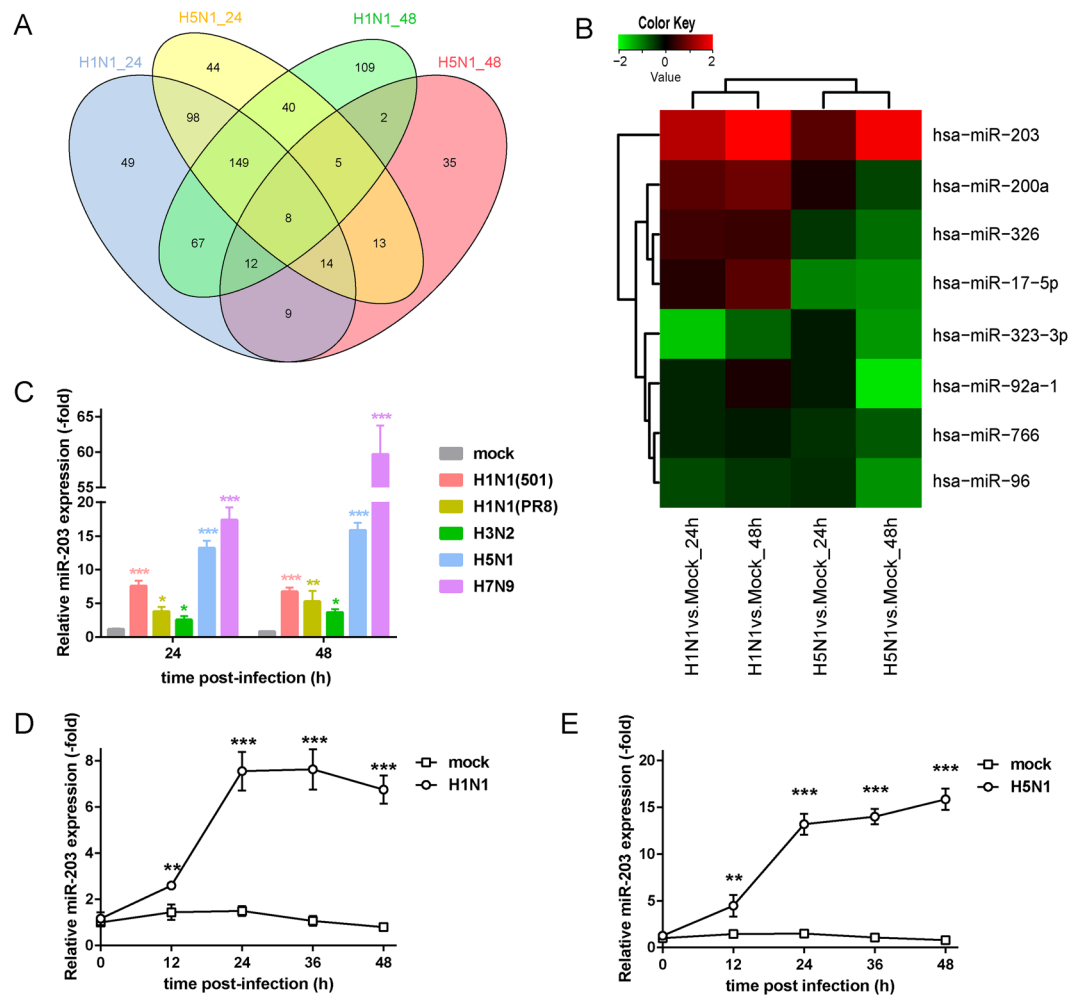 A
H5N1_24
H1N1_48
H1N1_24
H5N1_48
44
109
98
40
2
49
149
5
35
8
67
13
12
14
9
B
Color Key
−2
0
2
Value
hsa−miR−203
hsa−miR−200a
hsa−miR−326
hsa−miR−17−5p
hsa−miR−323−3p
hsa−miR−92a−1
hsa−miR−766
hsa−miR−96
H1N1vs.Mock_24h
H1N1vs.Mock_48h
H5N1vs.Mock_24h
H5N1vs.Mock_48h
C
Relative miR-203 expression (-fold)
65
60
55
50
20
15
10
5
0
***
*
*
***
***
***
**
*
***
***
24
48
time post-infection (h)
mock
H1N1(501)
H1N1(PR8)
H3N2
H5N1
H7N9
D
Relative miR-203 expression (-fold)
8
6
4
2
0
**
***
***
***
0
12
24
36
48
time post-infection (h)
mock
H1N1
E
Relative miR-203 expression (-fold)
20
15
10
5
0
**
***
***
***
0
12
24
36
48
time post infection (h)
mock
H5N1